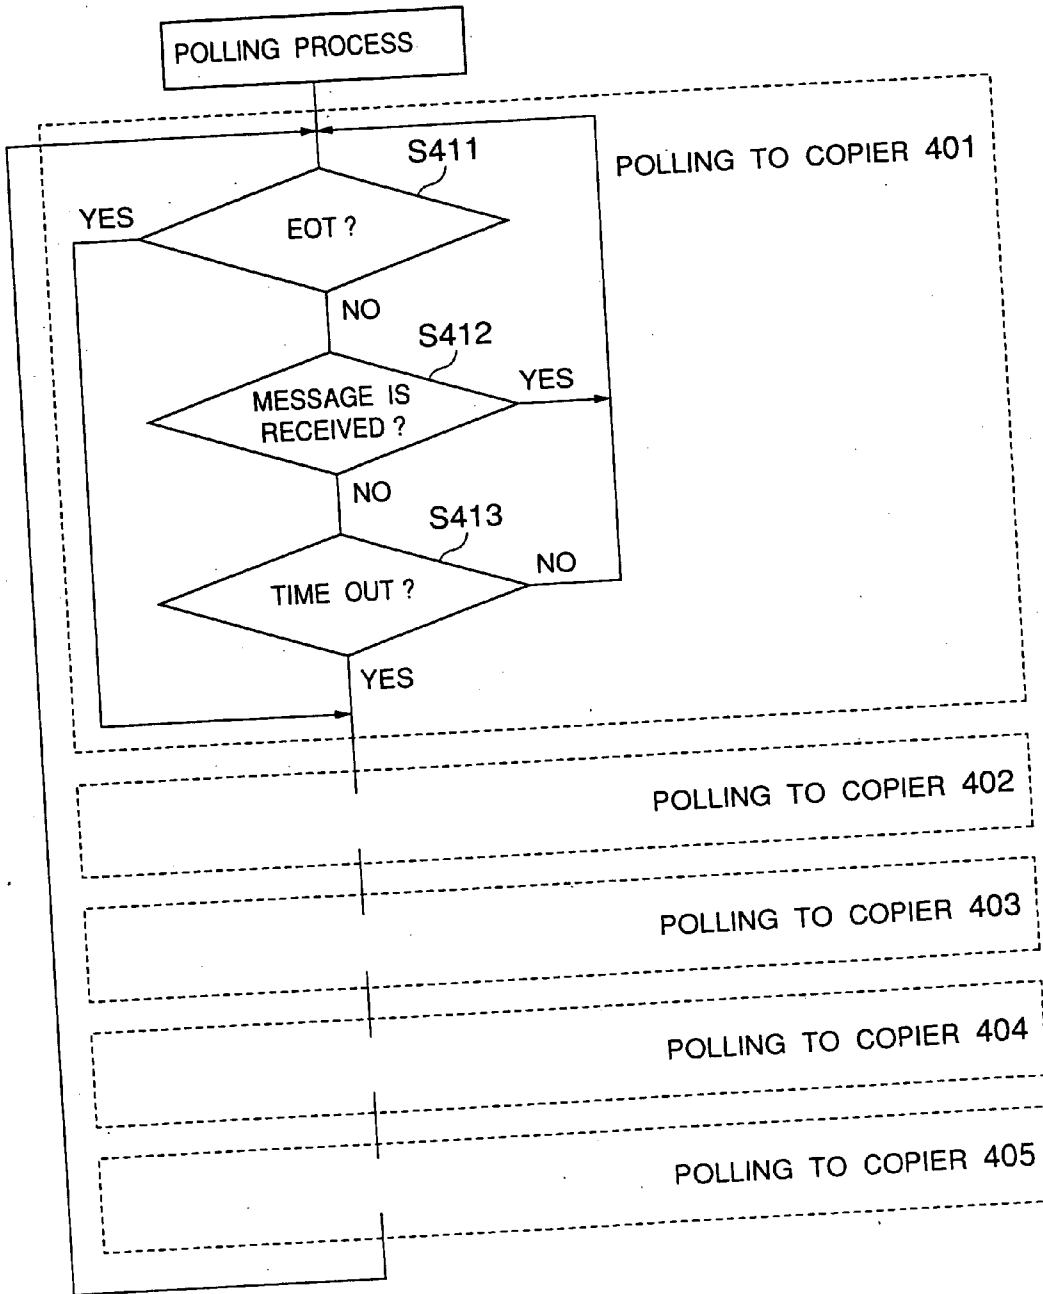 POLLING PROCESS
POLLING TO COPIER 401
S411
YES
EOT ?
NO
S412
YES
MESSAGE IS
RECEIVED ?
NO
S413
NO
TIME OUT ?
YES
POLLING TO COPIER 402
POLLING TO COPIER 403
POLLING TO COPIER 404
POLLING TO COPIER 405